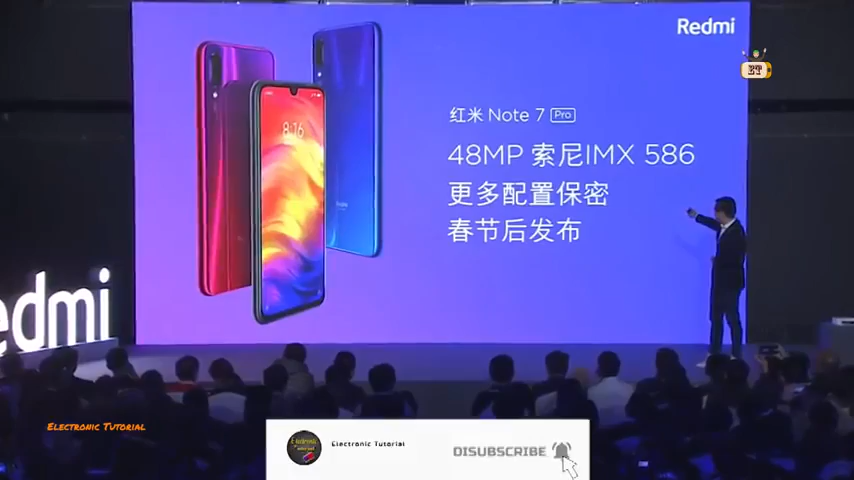 Redmi
红米 Note 7 Pro
8:16
48MP 索尼IMX 586
更多配置保密
春节后发布
edmi
Electronic Tutorial
Electronic Tutorial
DISUBSCRIBE